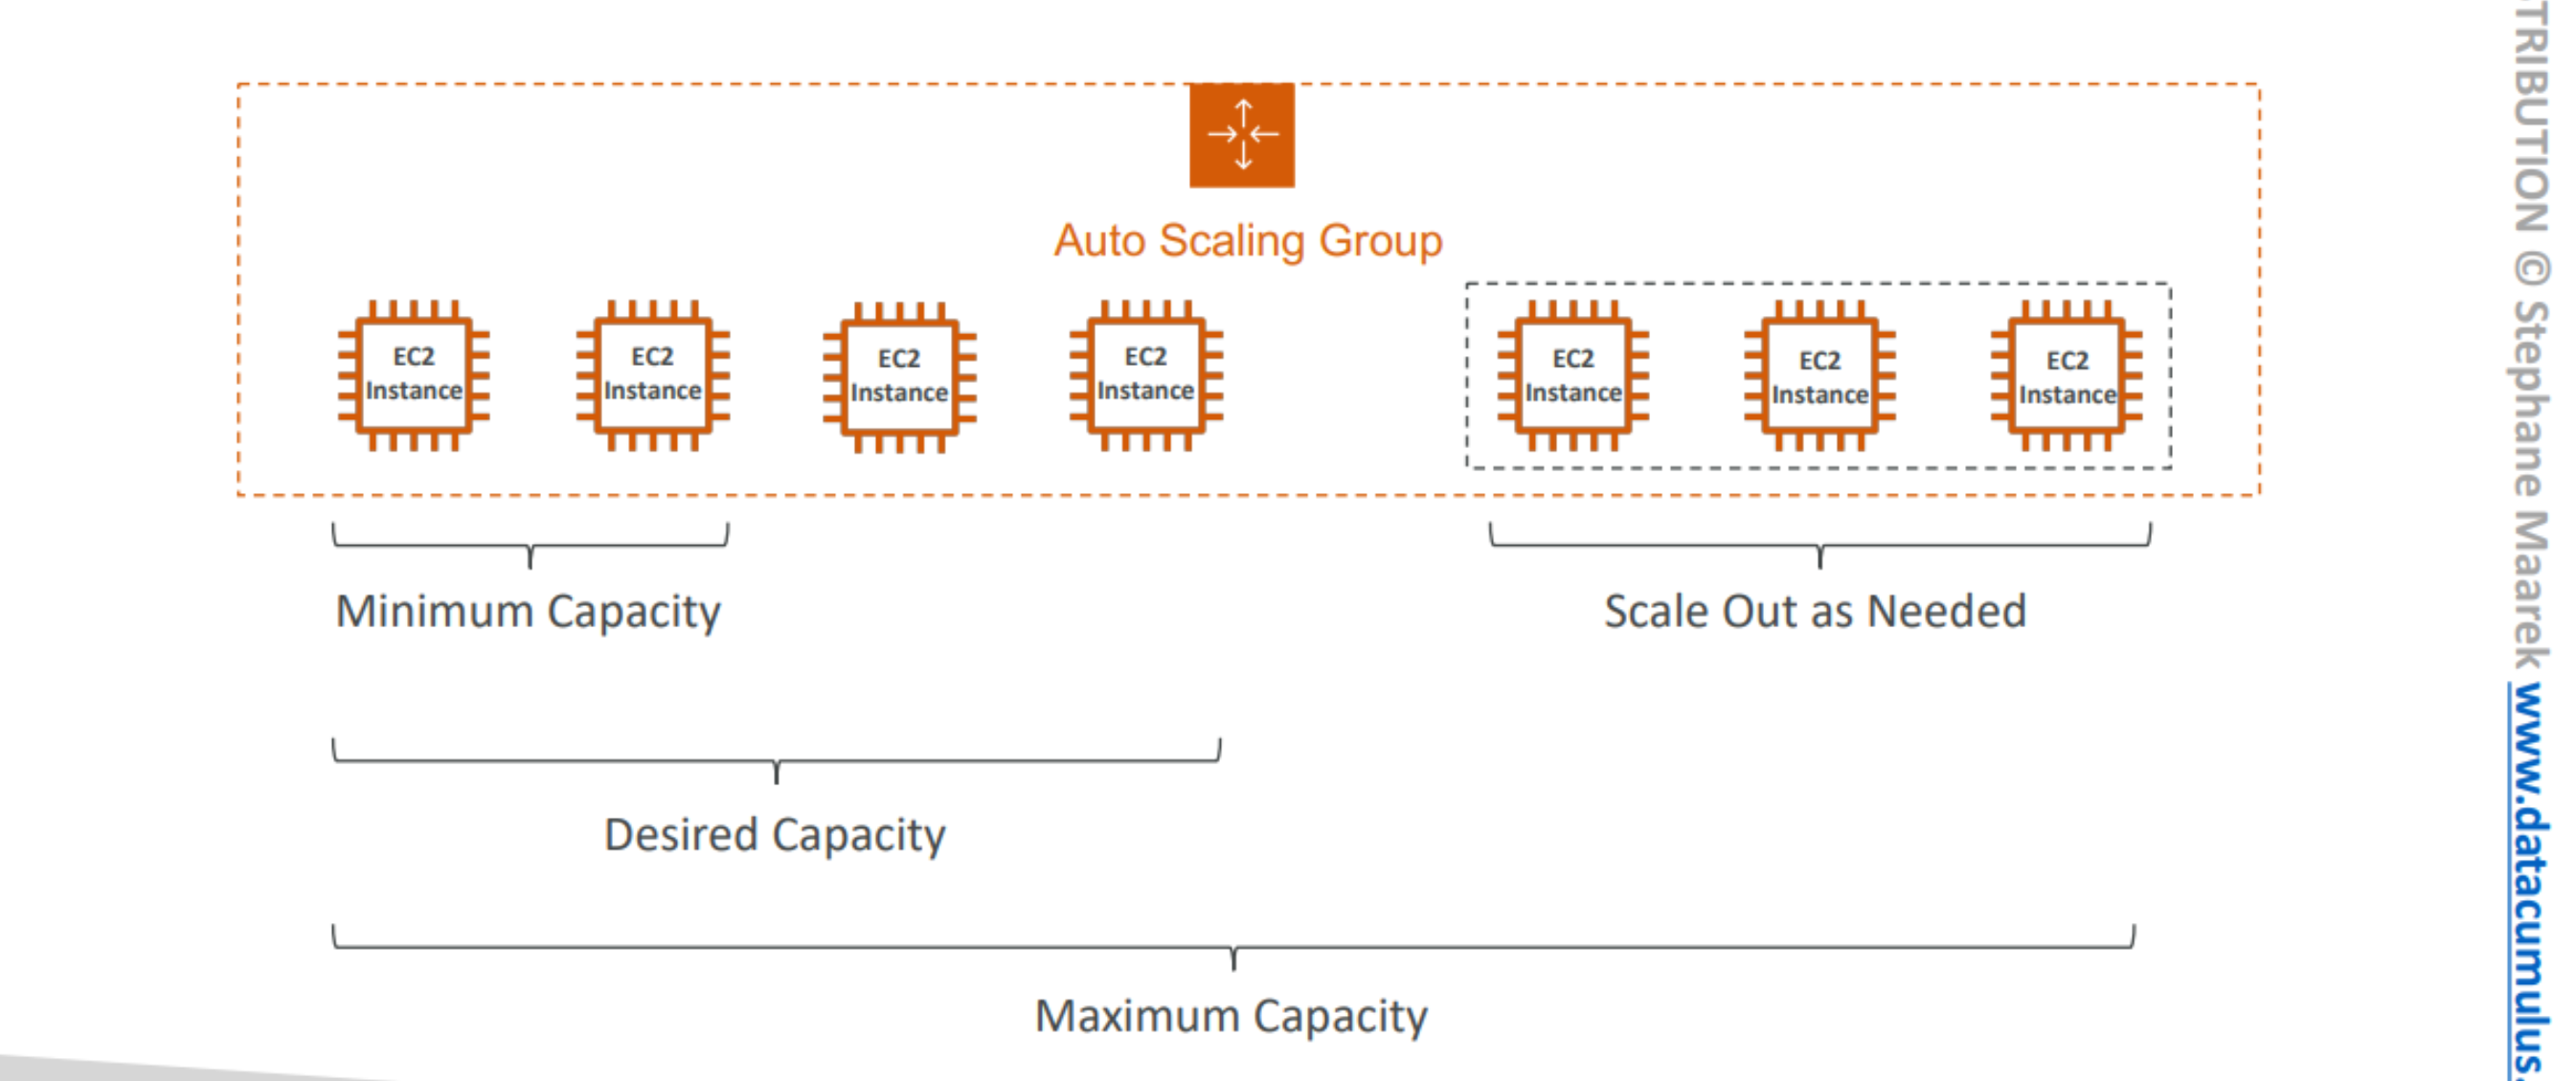 Auto Scaling Group
EC2
Instance
EC2
Instance
EC2
Instance
EC2
Instance
EC2
Instance
EC2
Instance
EC2
Instance
Minimum Capacity
Scale Out as Needed
Desired Capacity
Maximum Capacity
© Stephane Maarek www.datacumulus.